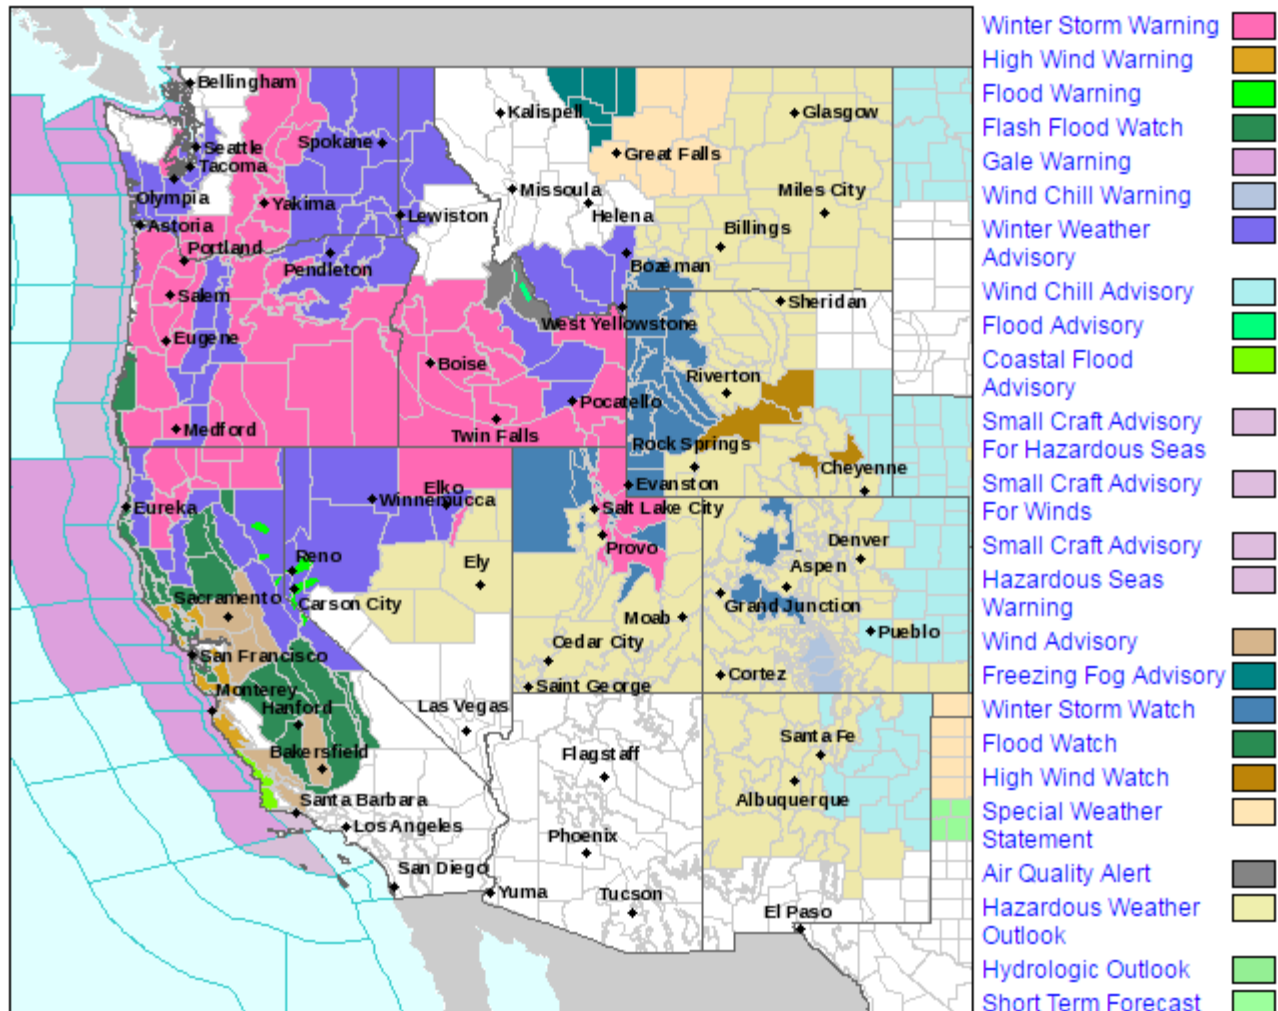 Bellingham
Kalispell
Glasgow
Seattle
Spokane
Great Falls
Tacoma
Missoula
Miles City
Olympia
Yakima
Lewiston
Helena
Astoria
Billings
Portland
Pendleton
Bozeman
Salem
Sheridan
West Yellowstone
Eugene
Boise
Riverton
Pocatello
Medford
Twin Falls
Rock Springs
Cheyenne
Evanston
Elko
Winnemucca
Eureka
Salt Lake City
Provo
Denver
Reno
Ely
Aspen
Sacramento
Carson City
Grand Junction
Moab
Pueblo
Cedar City
San Francisco
Cortez
Saint George
Monterey
Hanford
Las Vegas
Santa Fe
Bakersfield
Flagstaff
Albuquerque
Santa Barbara
Los Angeles
Phoenix
San Diego
Yuma
Tucson
El Paso
Winter Storm Warning
High Wind Warning
Flood Warning
Flash Flood Watch
Gale Warning
Wind Chill Warning
Winter Weather
Advisory
Wind Chill Advisory
Flood Advisory
Coastal Flood
Advisory
Small Craft Advisory
For Hazardous Seas
Small Craft Advisory
For Winds
Small Craft Advisory
Hazardous Seas
Warning
Wind Advisory
Freezing Fog Advisory
Winter Storm Watch
Flood Watch
High Wind Watch
Special Weather
Statement
Air Quality Alert
Hazardous Weather
Outlook
Hydrologic Outlook
Short Term Forecast